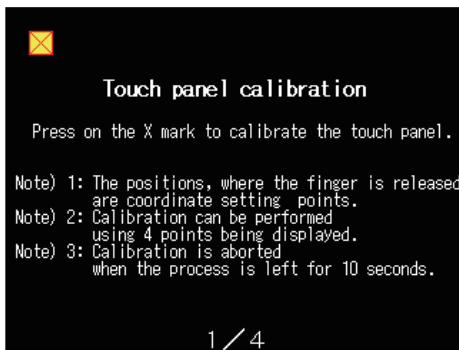 Touch panel calibration
Press on the X mark to calibrate the touch panel.
Note) 1: The positions, where the finger is released
are coordinate setting points.
Note) 2: Calibration can be performed
using 4 points being displayed.
Note) 3: Calibration is aborted
when the process is left for 10 seconds.
1/4